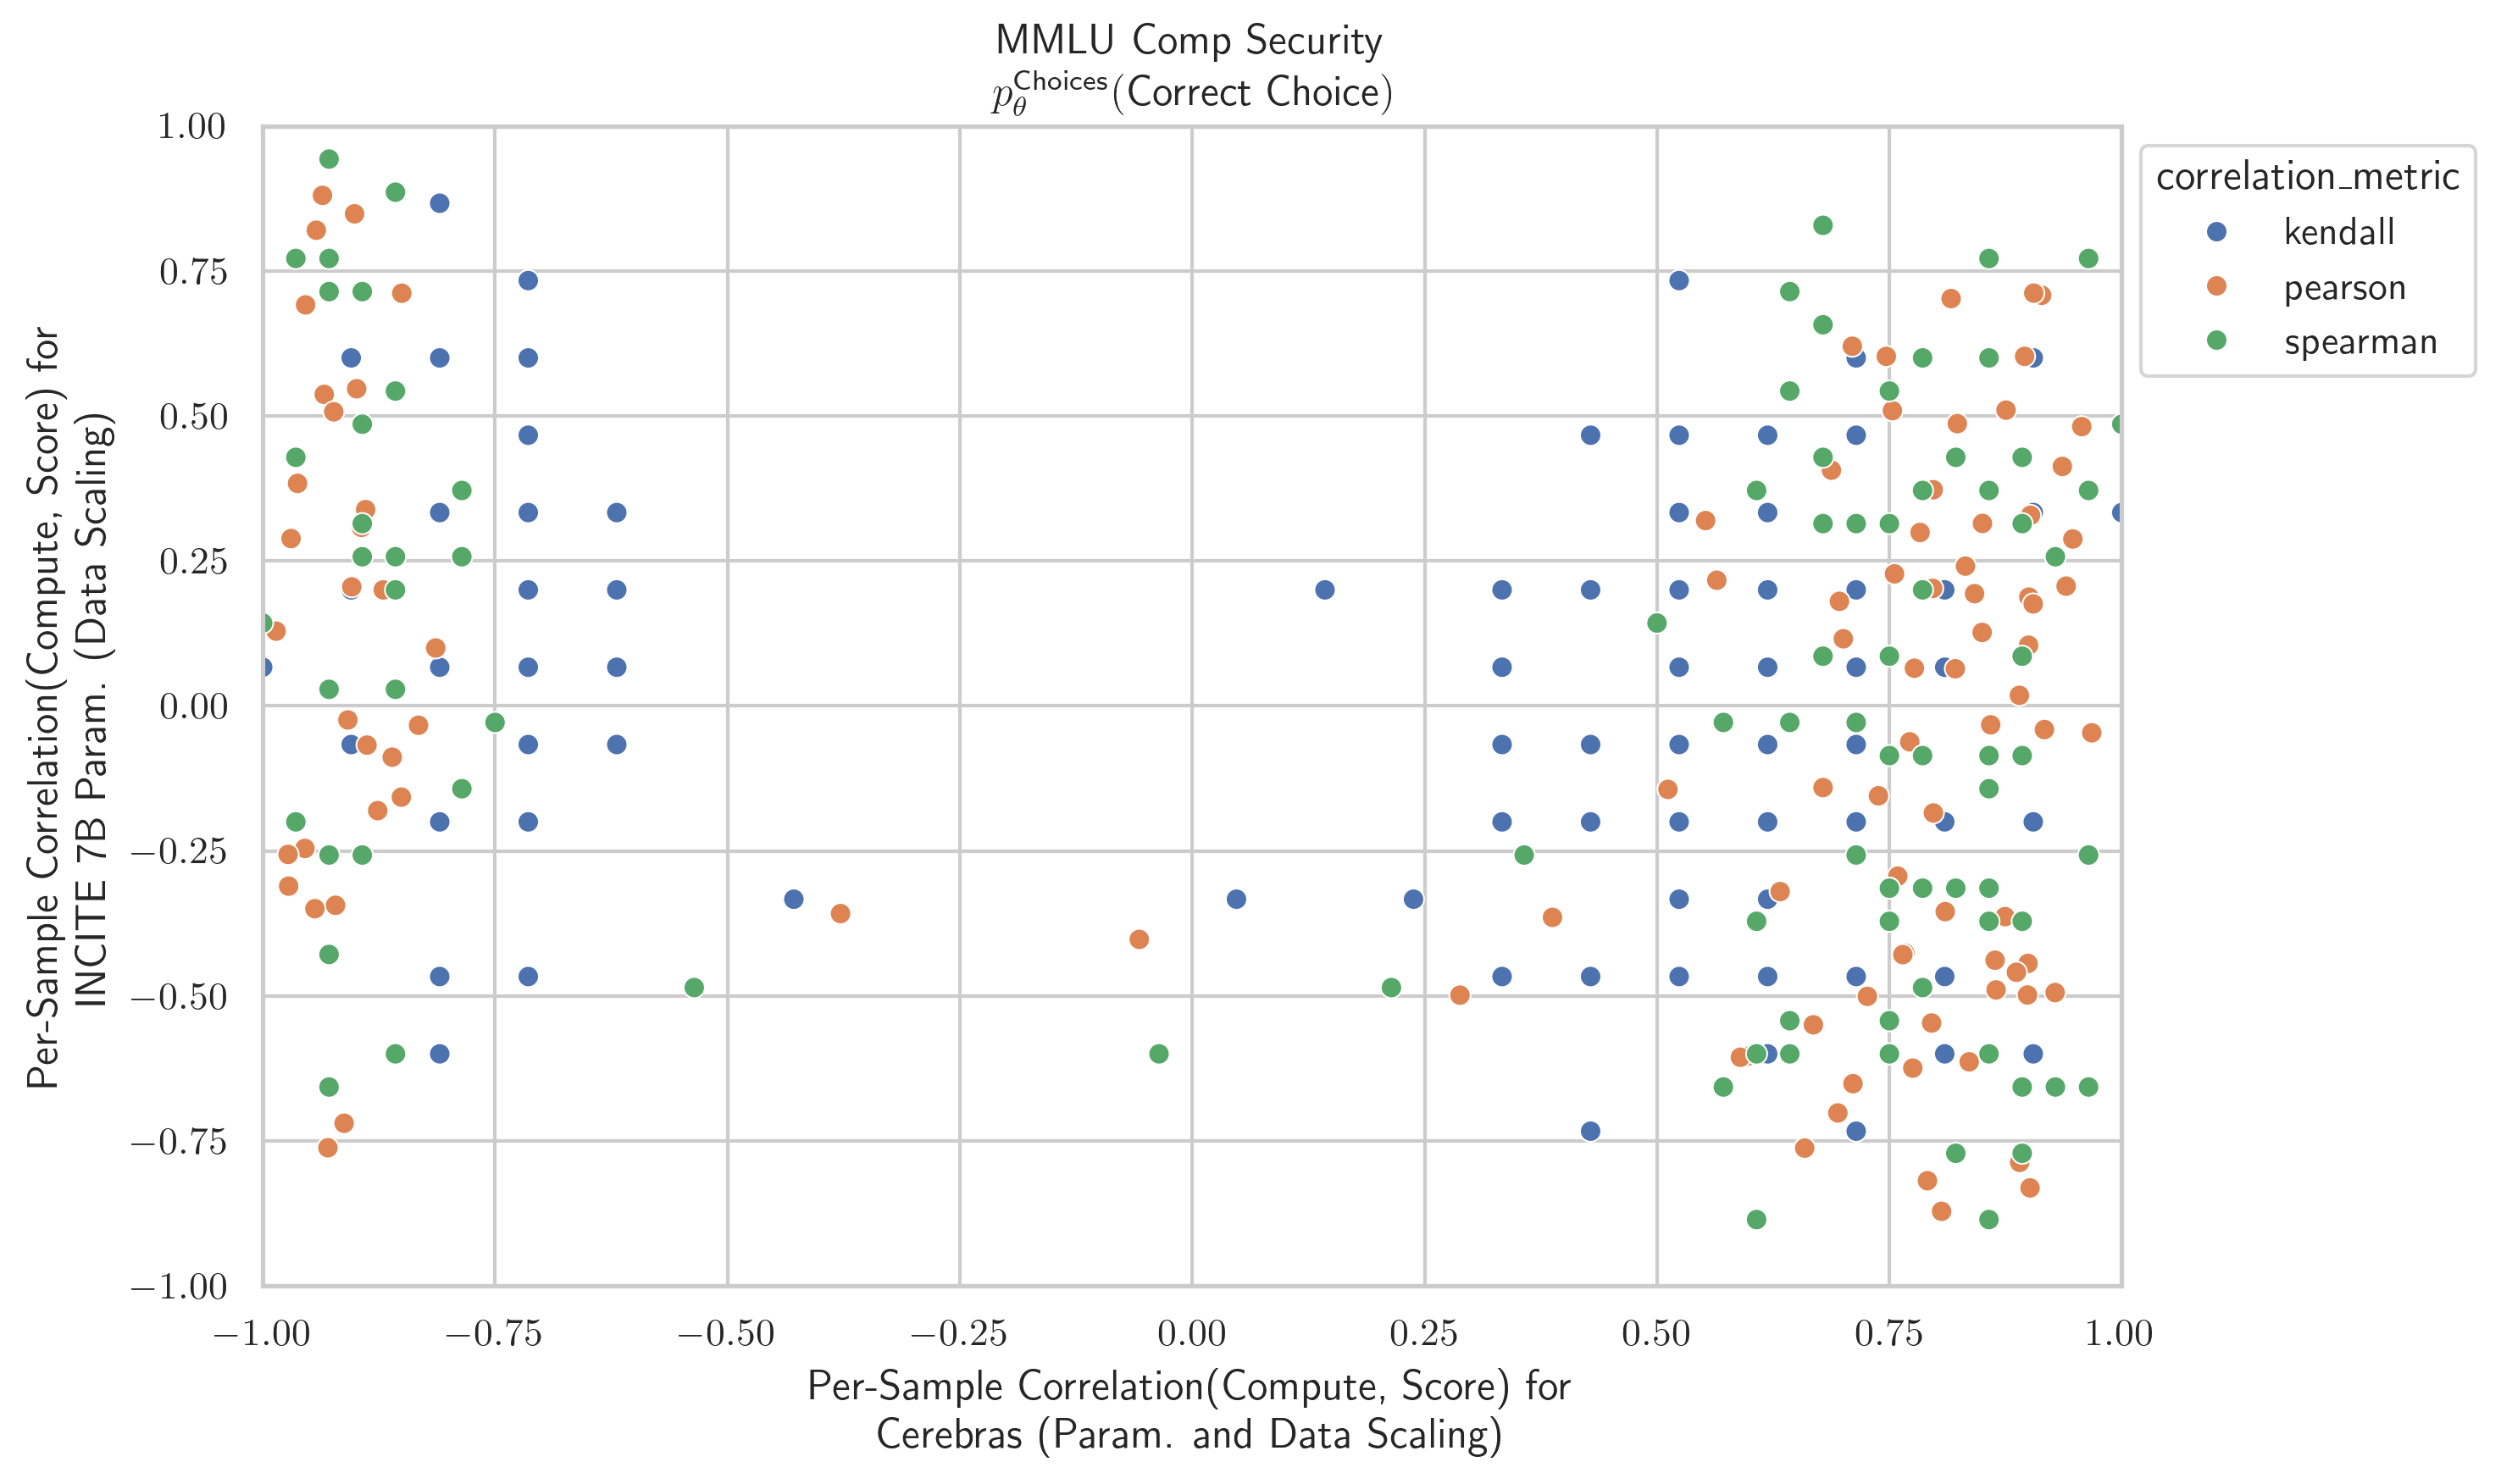 MMLU Comp Security
p_θ^Choices(Correct Choice)
1.00
0.75
0.50
0.25
0.00
−0.25
−0.50
−0.75
−1.00
Per-Sample Correlation(Compute, Score) for
INCITE 7B Param. (Data Scaling)
correlation_metric
kendall
pearson
spearman
−1.00
−0.75
−0.50
−0.25
0.00
0.25
0.50
0.75
1.00
Per-Sample Correlation(Compute, Score) for
Cerebras (Param. and Data Scaling)